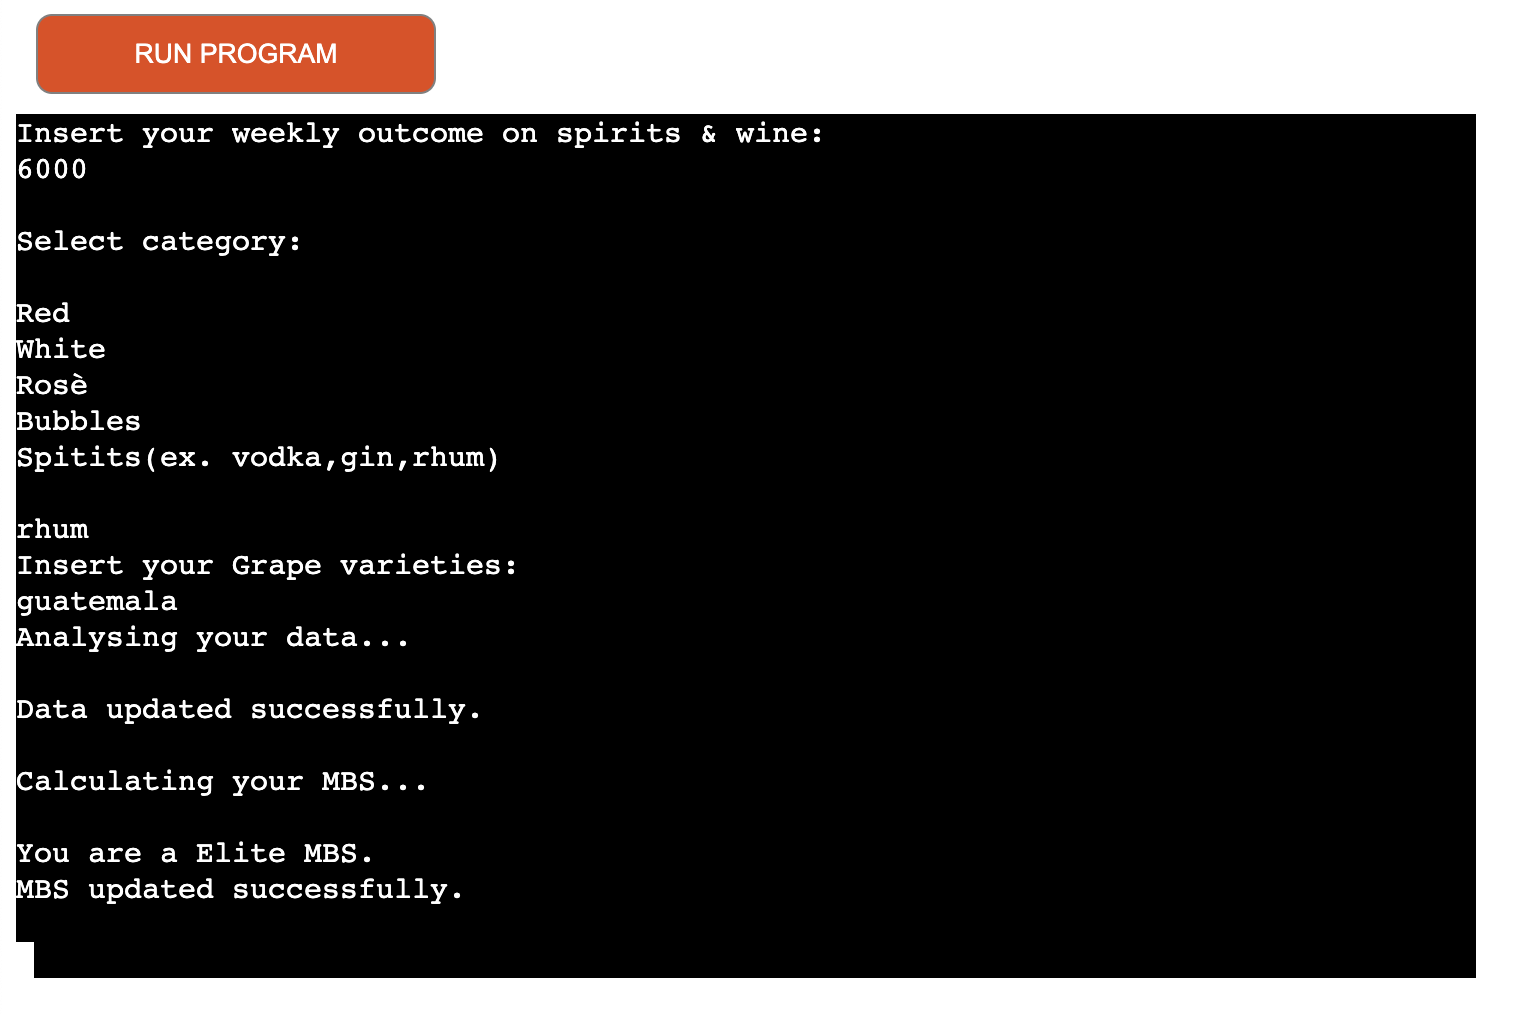 RUN PROGRAM
Insert your weekly outcome on spirits & wine:
6000
Select category:
Red
White
Rosè
Bubbles
Spitits(ex. vodka,gin,rhum)
rhum
Insert your Grape varieties:
guatemala
Analysing your data...
Data updated successfully.
Calculating your MBS...
You are a Elite MBS.
MBS updated successfully.